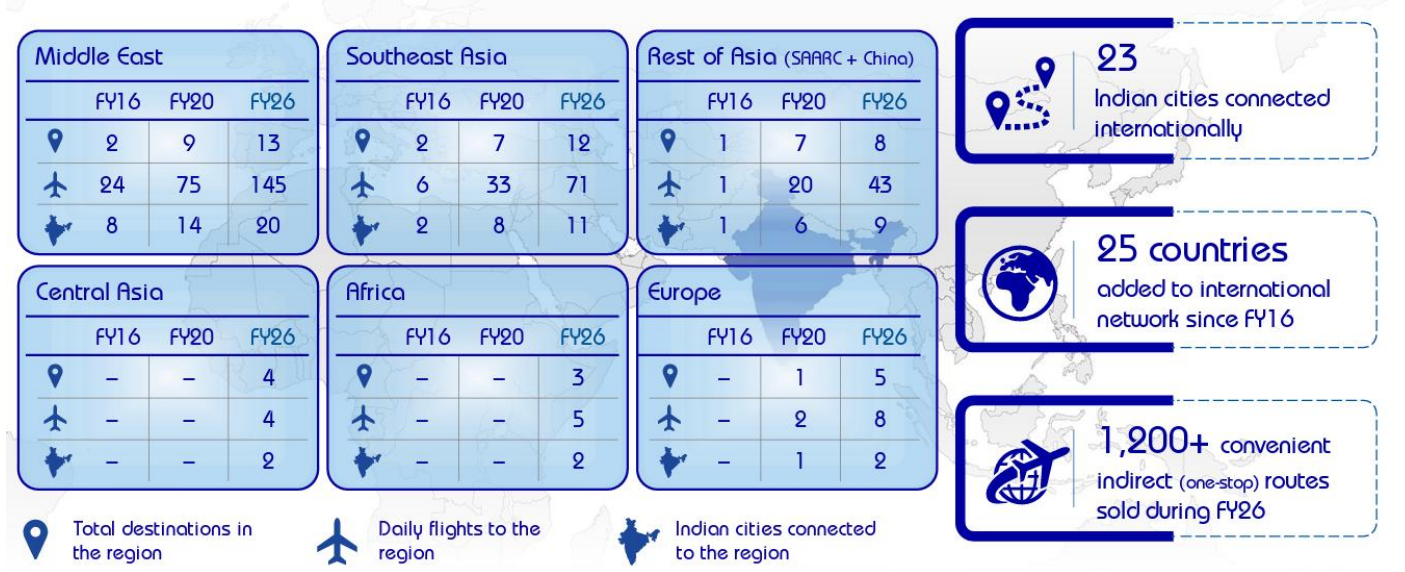 Middle East
FY16 FY20 FY26
2 9 13
24 75 145
8 14 20
Southeast Asia
FY16 FY20 FY26
2 7 12
6 33 71
2 8 11
Rest of Asia (SAARC + China)
FY16 FY20 FY26
1 7 8
1 20 43
1 6 9
Central Asia
FY16 FY20 FY26
– – 4
– – 4
– – 2
Africa
FY16 FY20 FY26
– – 3
– – 5
– – 2
Europe
FY16 FY20 FY26
– 1 5
– 2 8
– 1 2
Total destinations in
the region
Daily flights to the
region
Indian cities connected
to the region
23
Indian cities connected
internationally
25 countries
added to international
network since FY16
1,200+ convenient
indirect (one-stop) routes
sold during FY26